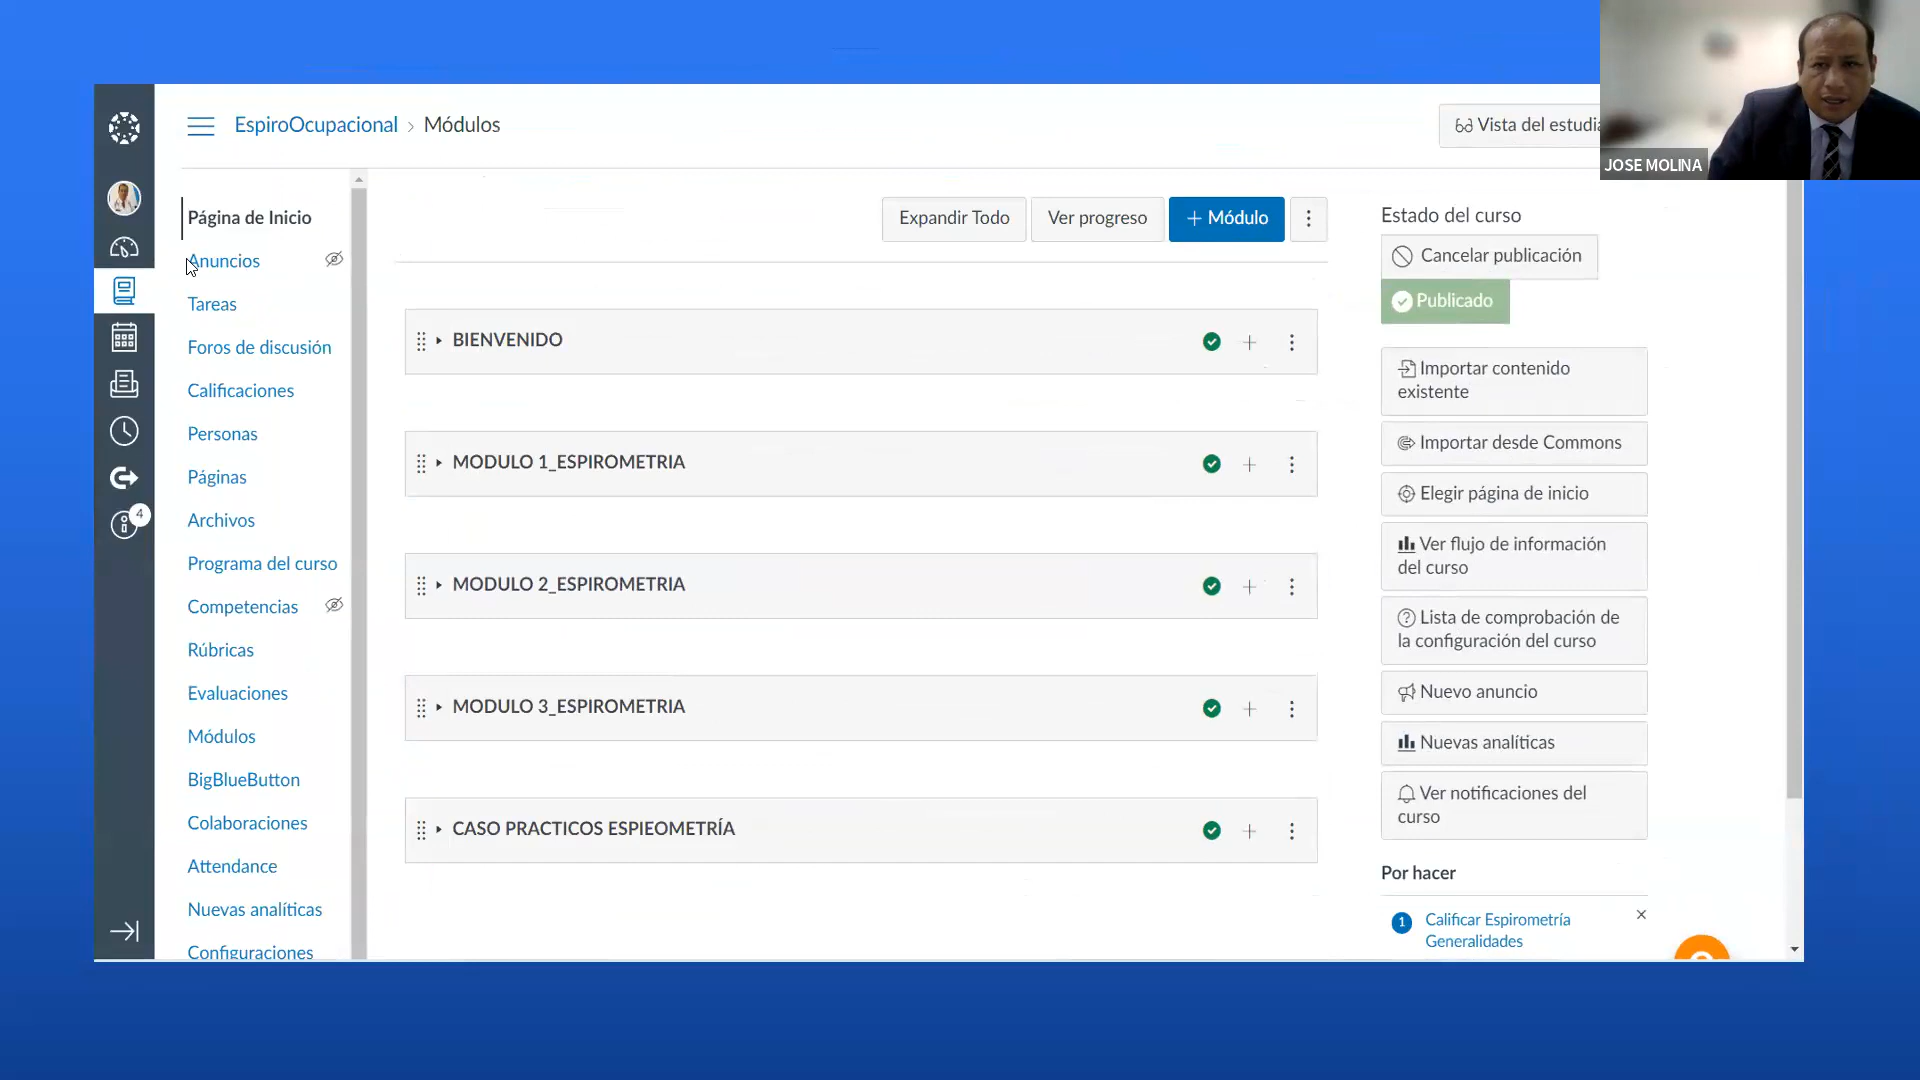 EspiroOcupacional › Módulos
Vista del estudia
JOSE MOLINA
4
Página de Inicio
Anuncios
Tareas
Foros de discusión
Calificaciones
Personas
Páginas
Archivos
Programa del curso
Competencias
Rúbricas
Evaluaciones
Módulos
BigBlueButton
Colaboraciones
Attendance
Nuevas analíticas
Configuraciones
Expandir Todo
Ver progreso
+ Módulo
BIENVENIDO
MODULO 1_ESPIROMETRIA
MODULO 2_ESPIROMETRIA
MODULO 3_ESPIROMETRIA
CASO PRACTICOS ESPIEOMETRÍA
Estado del curso
Cancelar publicación
Publicado
Importar contenido
existente
Importar desde Commons
Elegir página de inicio
Ver flujo de información
del curso
Lista de comprobación de
la configuración del curso
Nuevo anuncio
Nuevas analíticas
Ver notificaciones del
curso
Por hacer
1 Calificar Espirometría
Generalidades